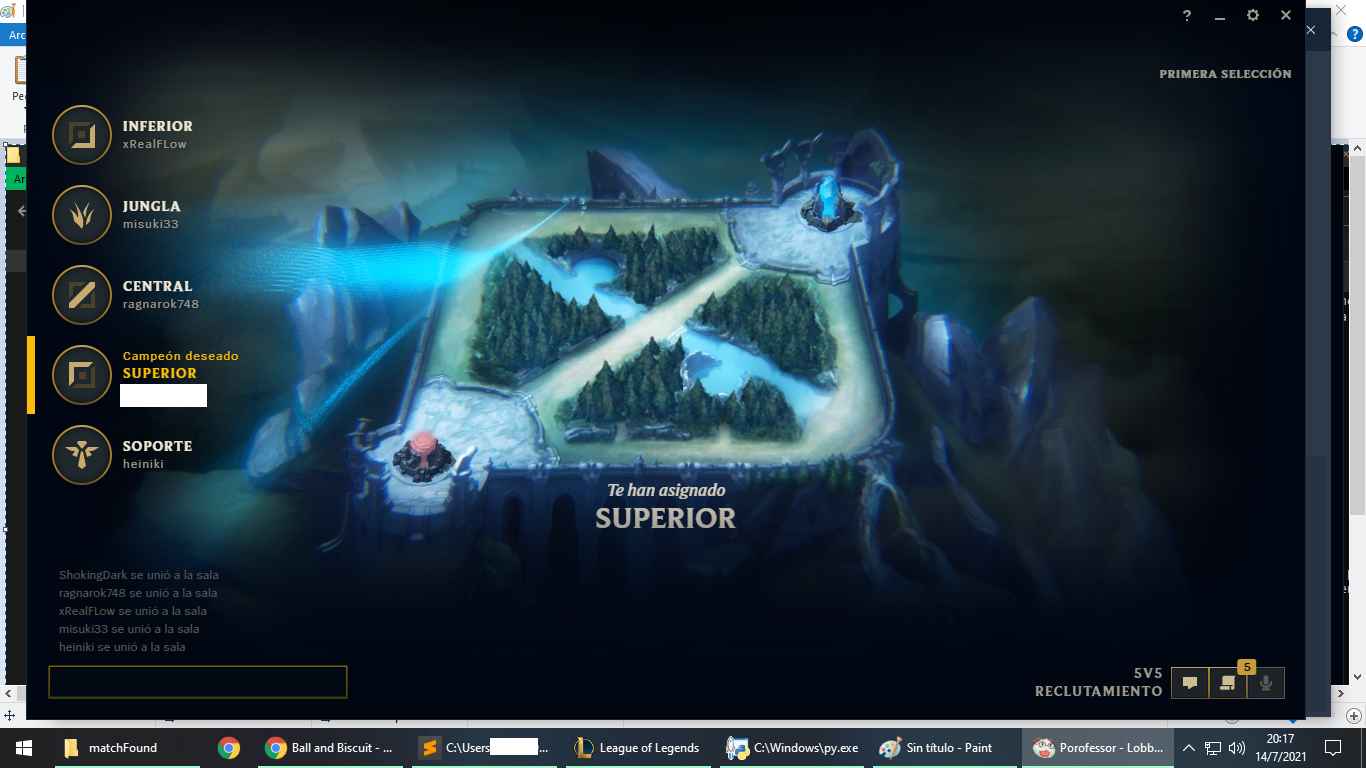 ?
Arc
PRIMERA SELECCIÓN
Pe
INFERIOR
xRealFLow
JUNGLA
misuki33
Ar
CENTRAL
ragnarok748
Campeón deseado
SUPERIOR
SOPORTE
heiniki
Te han asignado
SUPERIOR
ShokingDark se unió a la sala
ragnarok748 se unió a la sala
xRealFLow se unió a la sala
misuki33 se unió a la sala
heiniki se unió a la sala
5V5
RECLUTAMIENTO
5
matchFound
Ball and Biscuit - ...
C:\Users
...
League of Legends
C:\Windows\py.exe
Sin título - Paint
Porofessor - Lobb...
20:17
14/7/2021